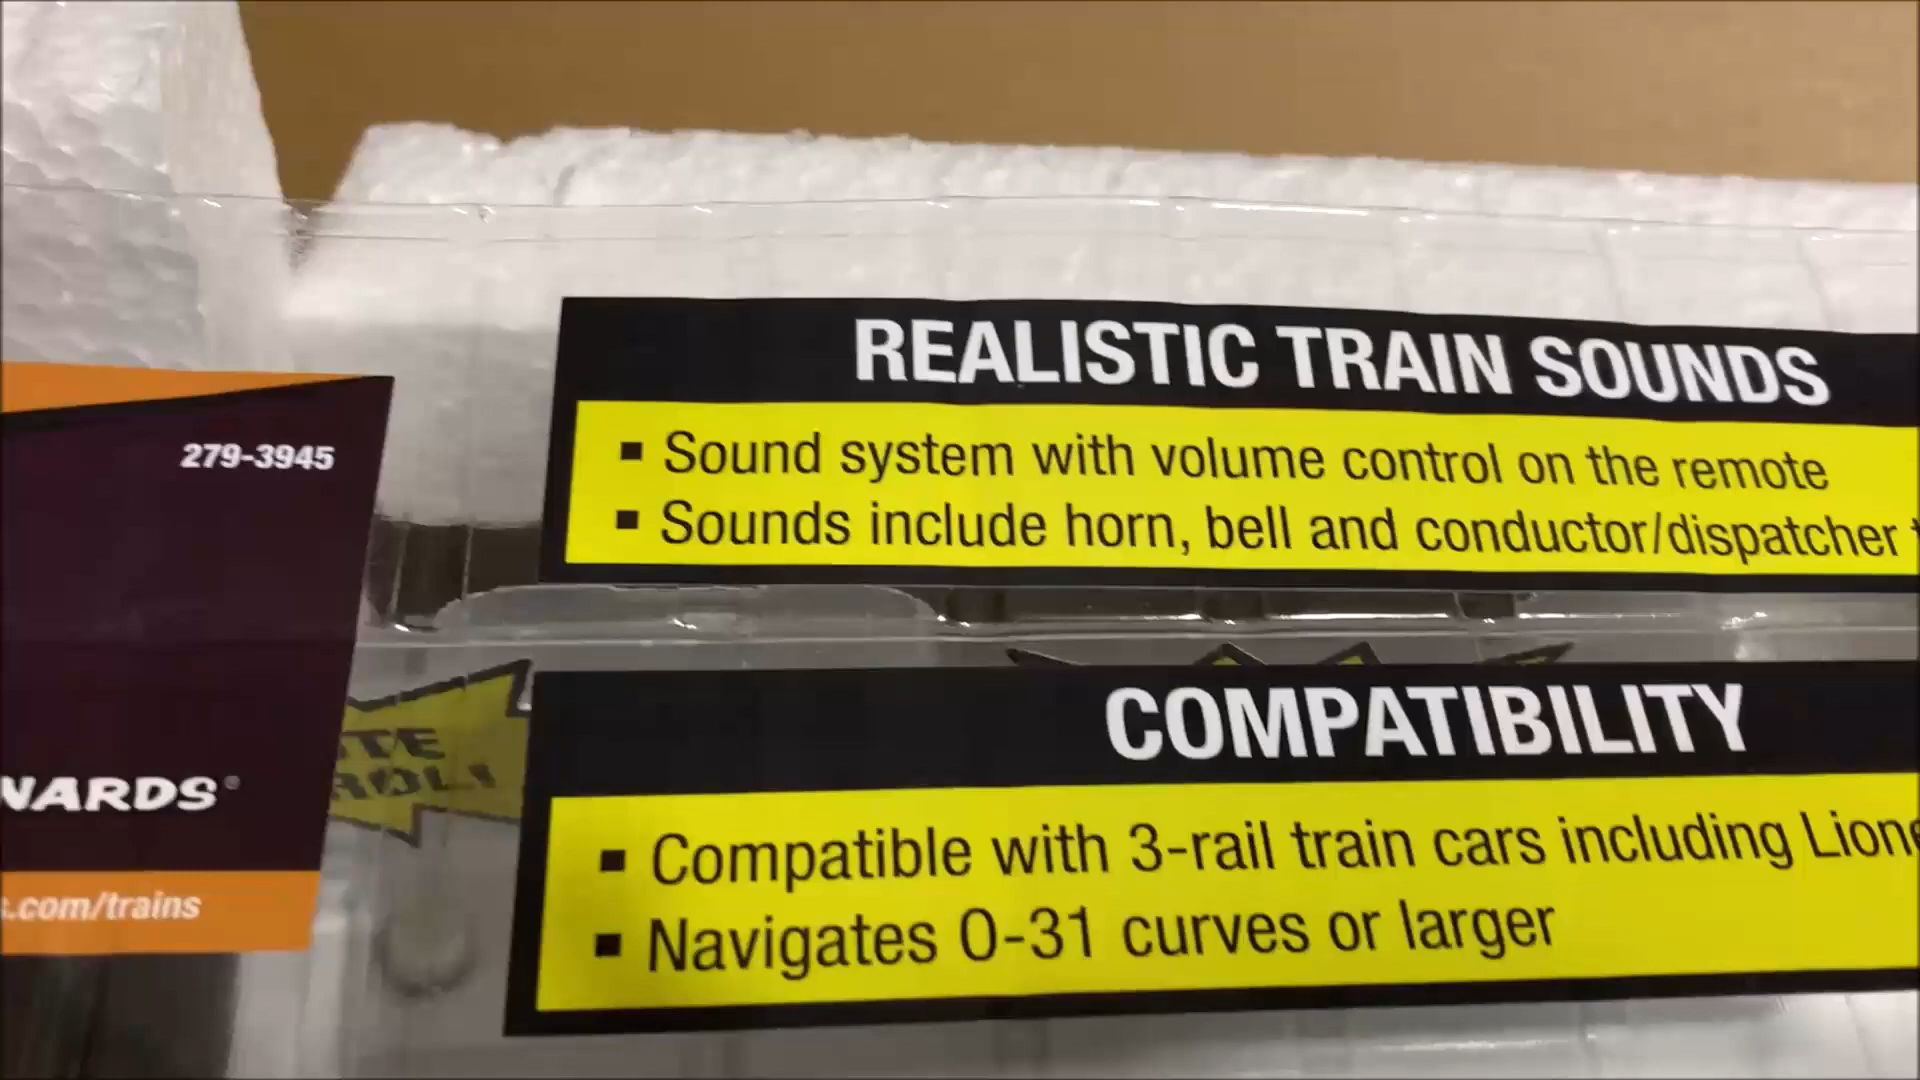 REALISTIC TRAIN SOUNDS
▪ Sound system with volume control on the remote
▪ Sounds include horn, bell and conductor/dispatcher
279-3945
COMPATIBILITY
▪ Compatible with 3-rail train cars including
▪ Navigates 0-31 curves or larger
.com/trains